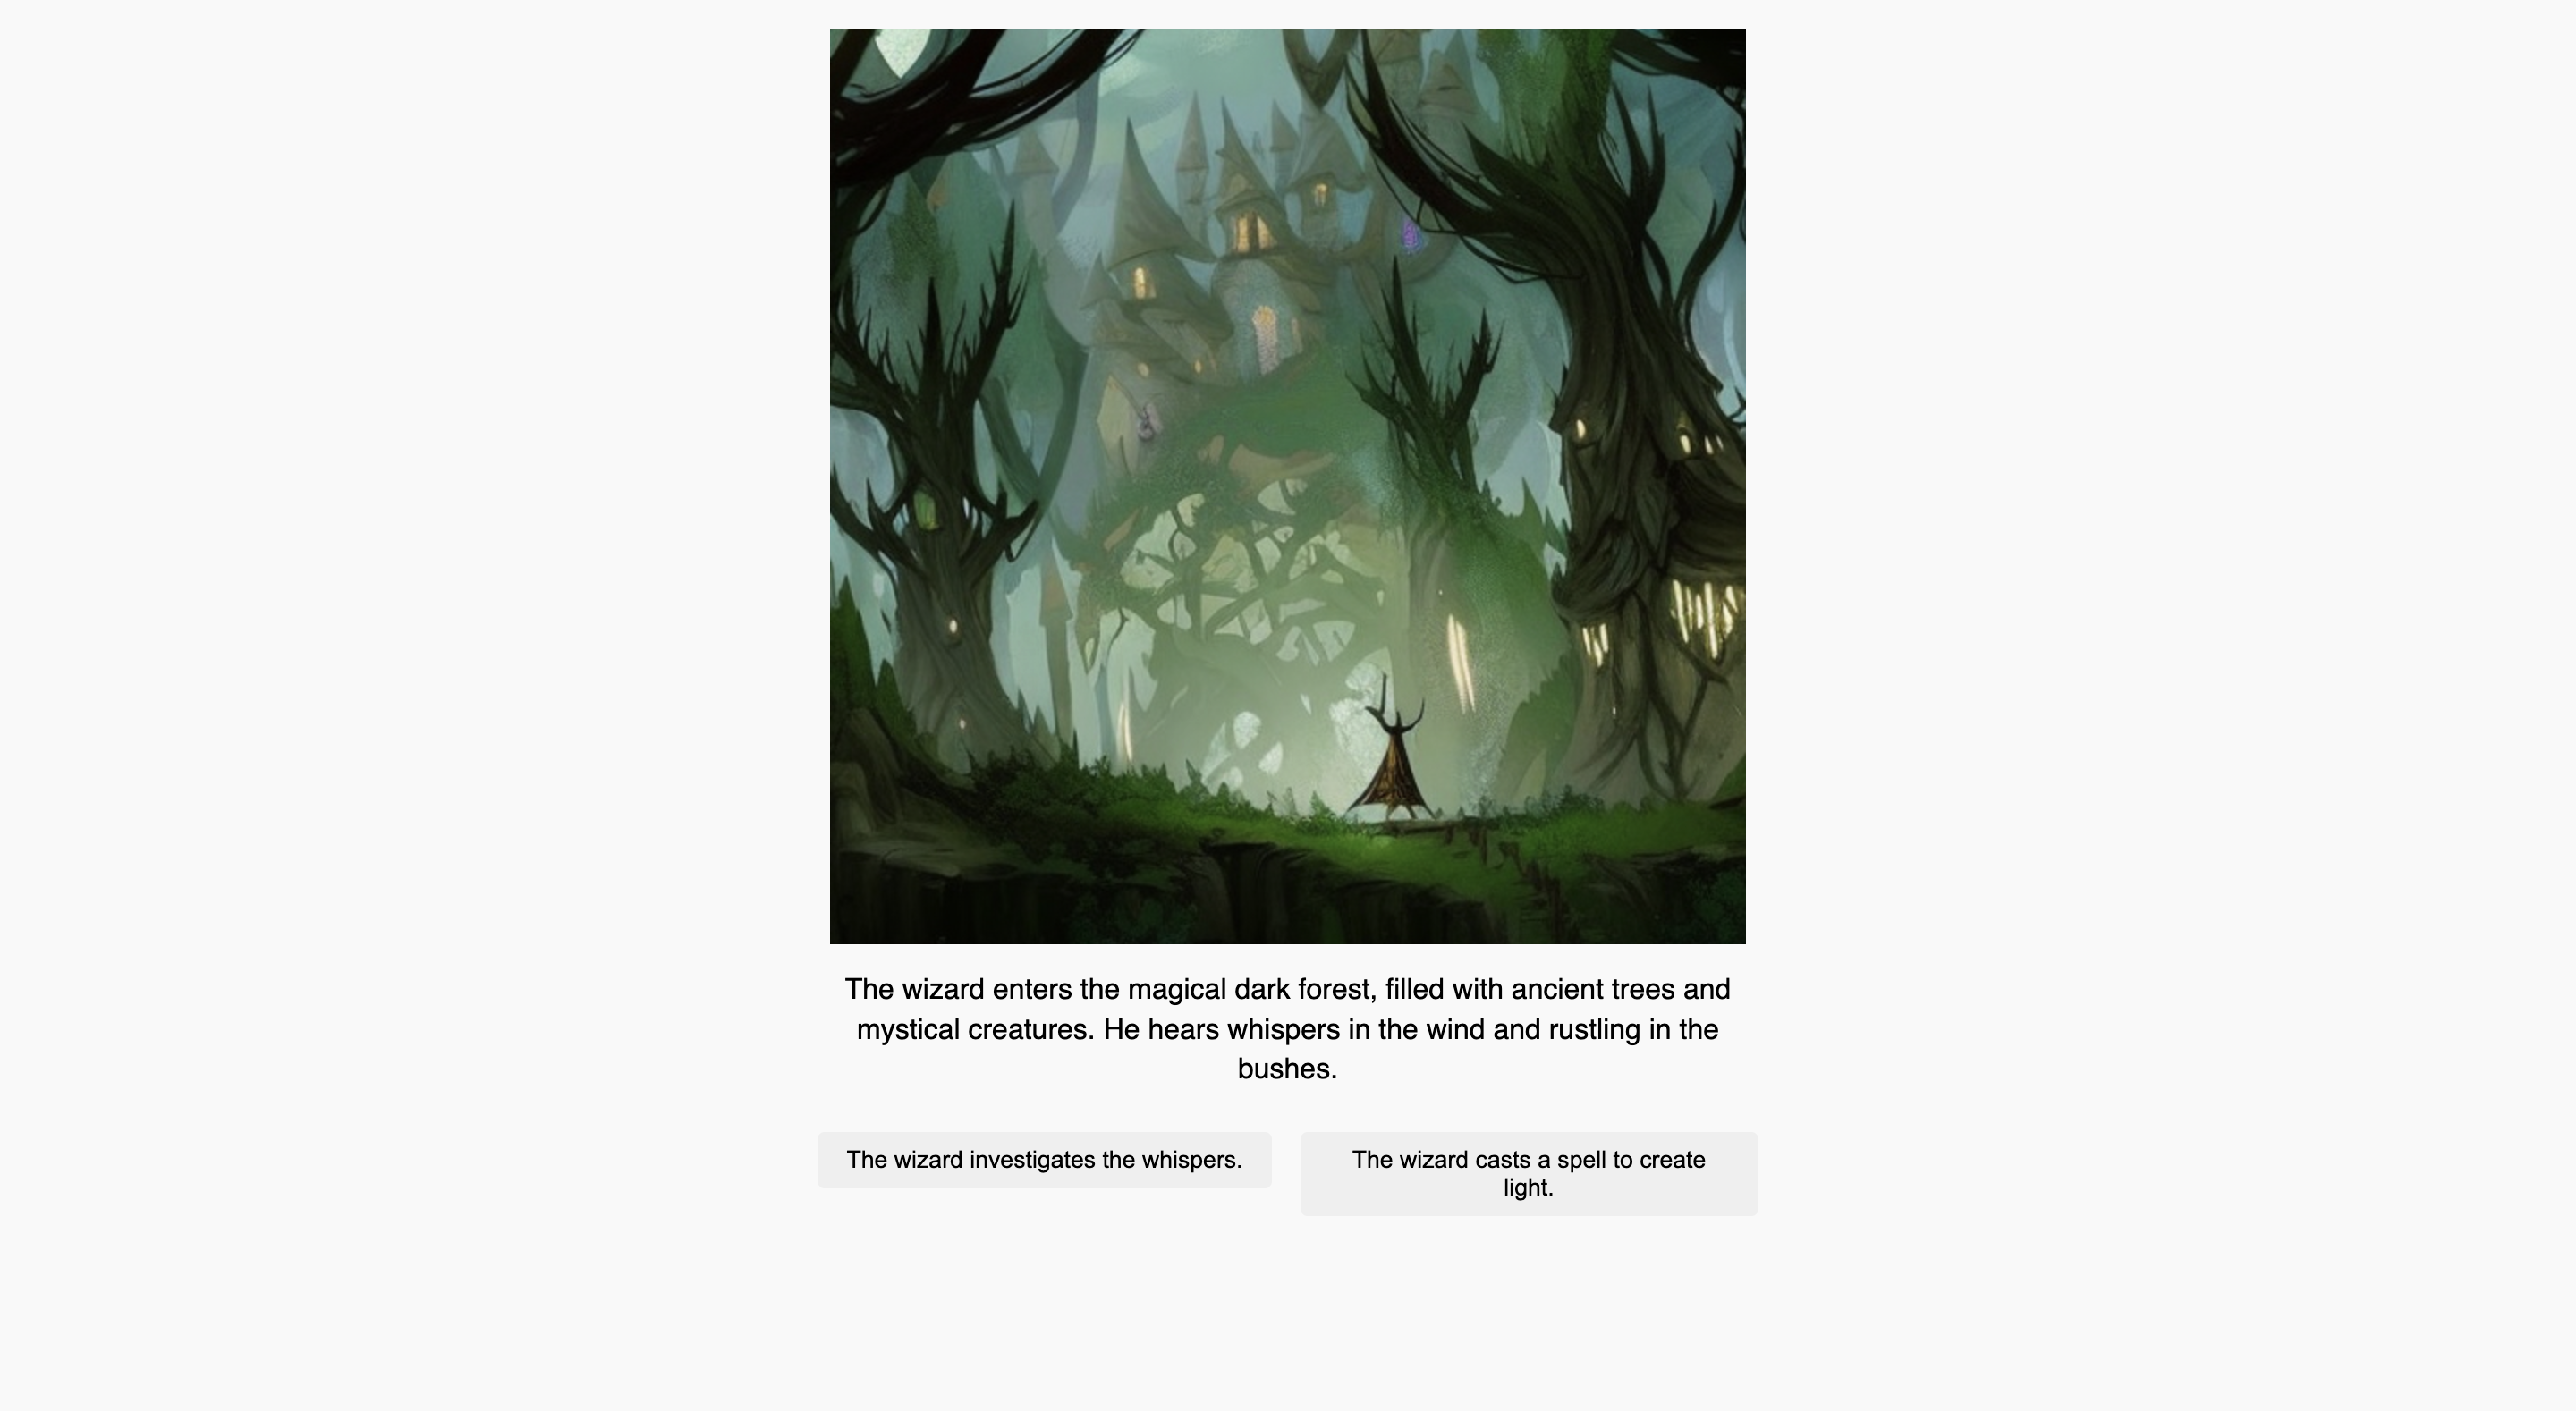 The wizard enters the magical dark forest, filled with ancient trees and
mystical creatures. He hears whispers in the wind and rustling in the
bushes.
The wizard investigates the whispers.
The wizard casts a spell to create
light.